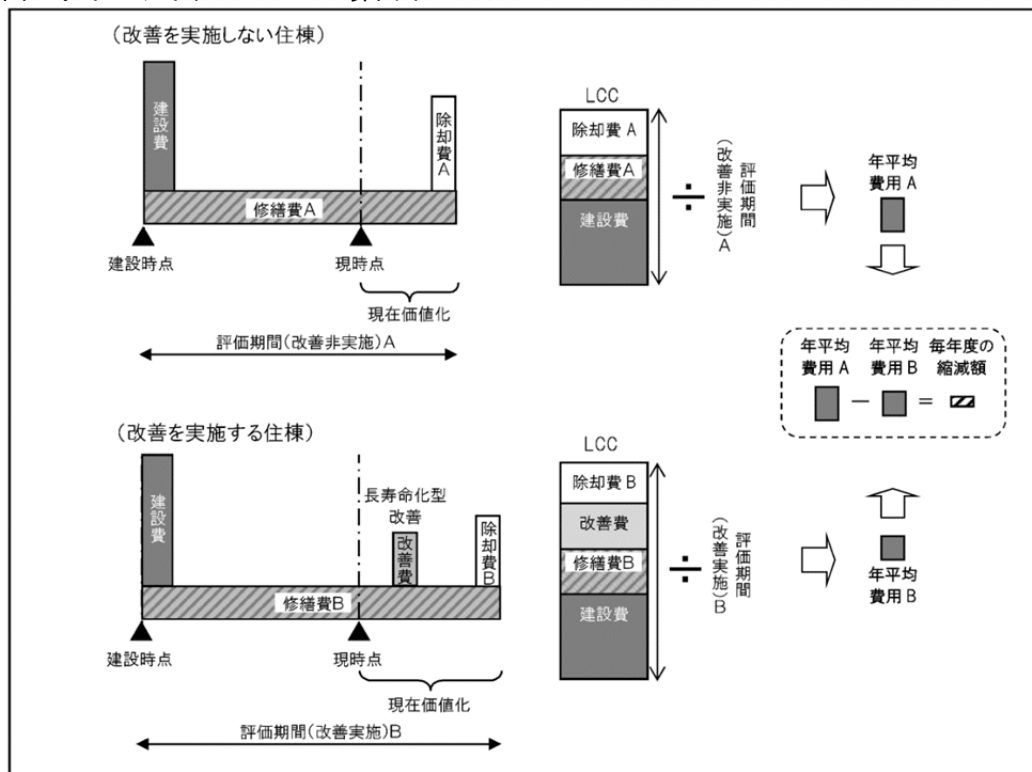 (改善を実施しない住棟)
建設費
除却費A
修繕費A
建設時点
現時点
現在価値化
評価期間(改善非実施)A
LCC
除却費A
修繕費A
建設費
÷
評価期間
(改善非実施)A
年平均
費用A
年平均
費用A
年平均
費用B
毎年度の
縮減額
－
＝
(改善を実施する住棟)
建設費
長寿命化型
改善
改善費
除却費B
修繕費B
建設時点
現時点
現在価値化
評価期間(改善実施)B
LCC
除却費B
改善費
修繕費B
建設費
÷
評価期間
(改善実施)B
年平均
費用B